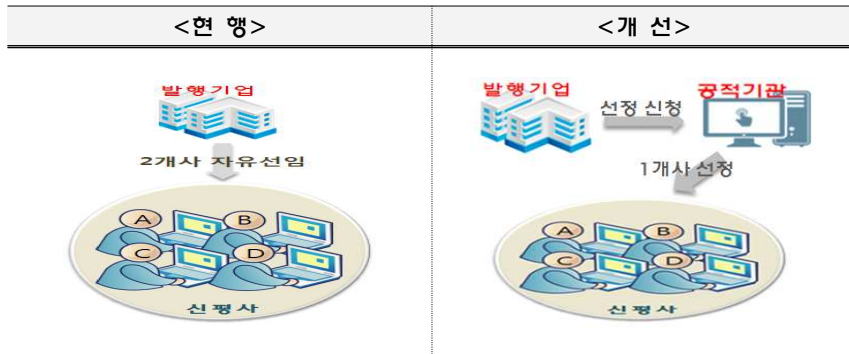 <현 행>
<개 선>
발행기업
2개사 자유선임
A
B
C
D
신평사
발행기업
공적기관
선정 신청
1개사 선정
A
B
C
D
신평사